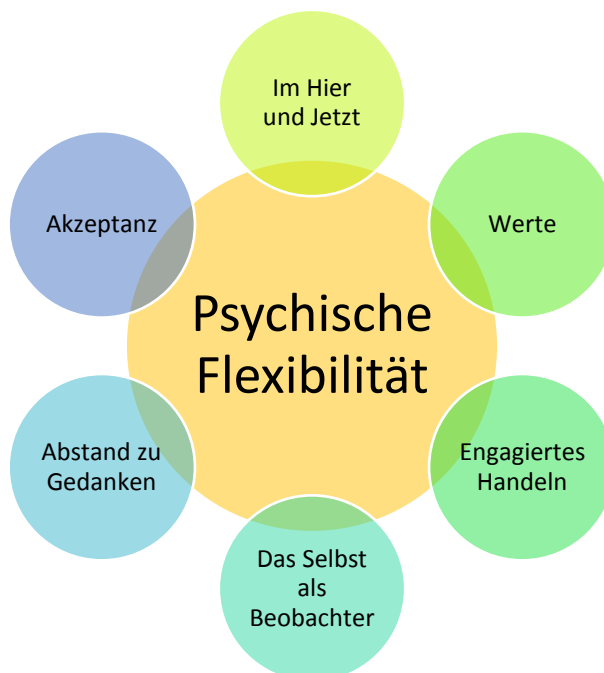 Im Hier
und Jetzt
Akzeptanz
Werte
Psychische
Flexibilität
Abstand zu
Gedanken
Engagiertes
Handeln
Das Selbst
als
Beobachter